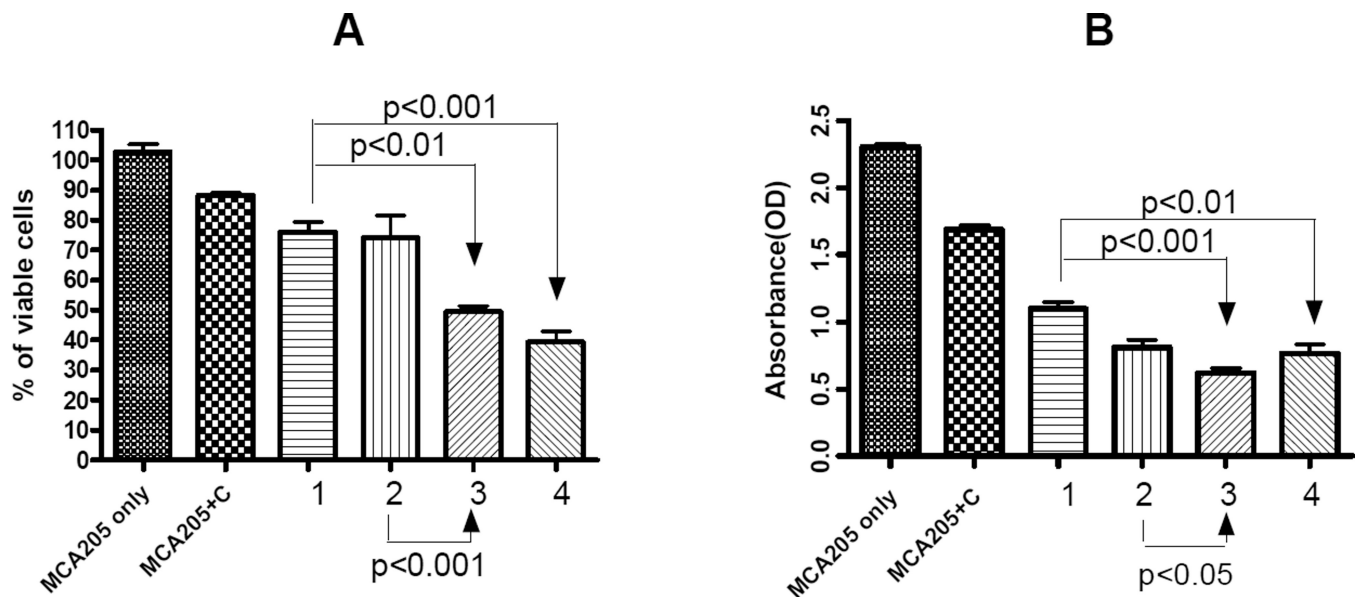 A
p<0.001
p<0.01
110
100
90
80
70
60
50
40
30
20
10
0
% of viable cells
MCA205 only
MCA205+C
1
2
3
4
p<0.001
B
2.5
2.0
1.5
1.0
0.5
0.0
Absorbance(OD)
p<0.01
p<0.001
MCA205 only
MCA205+C
1
2
3
4
p<0.05